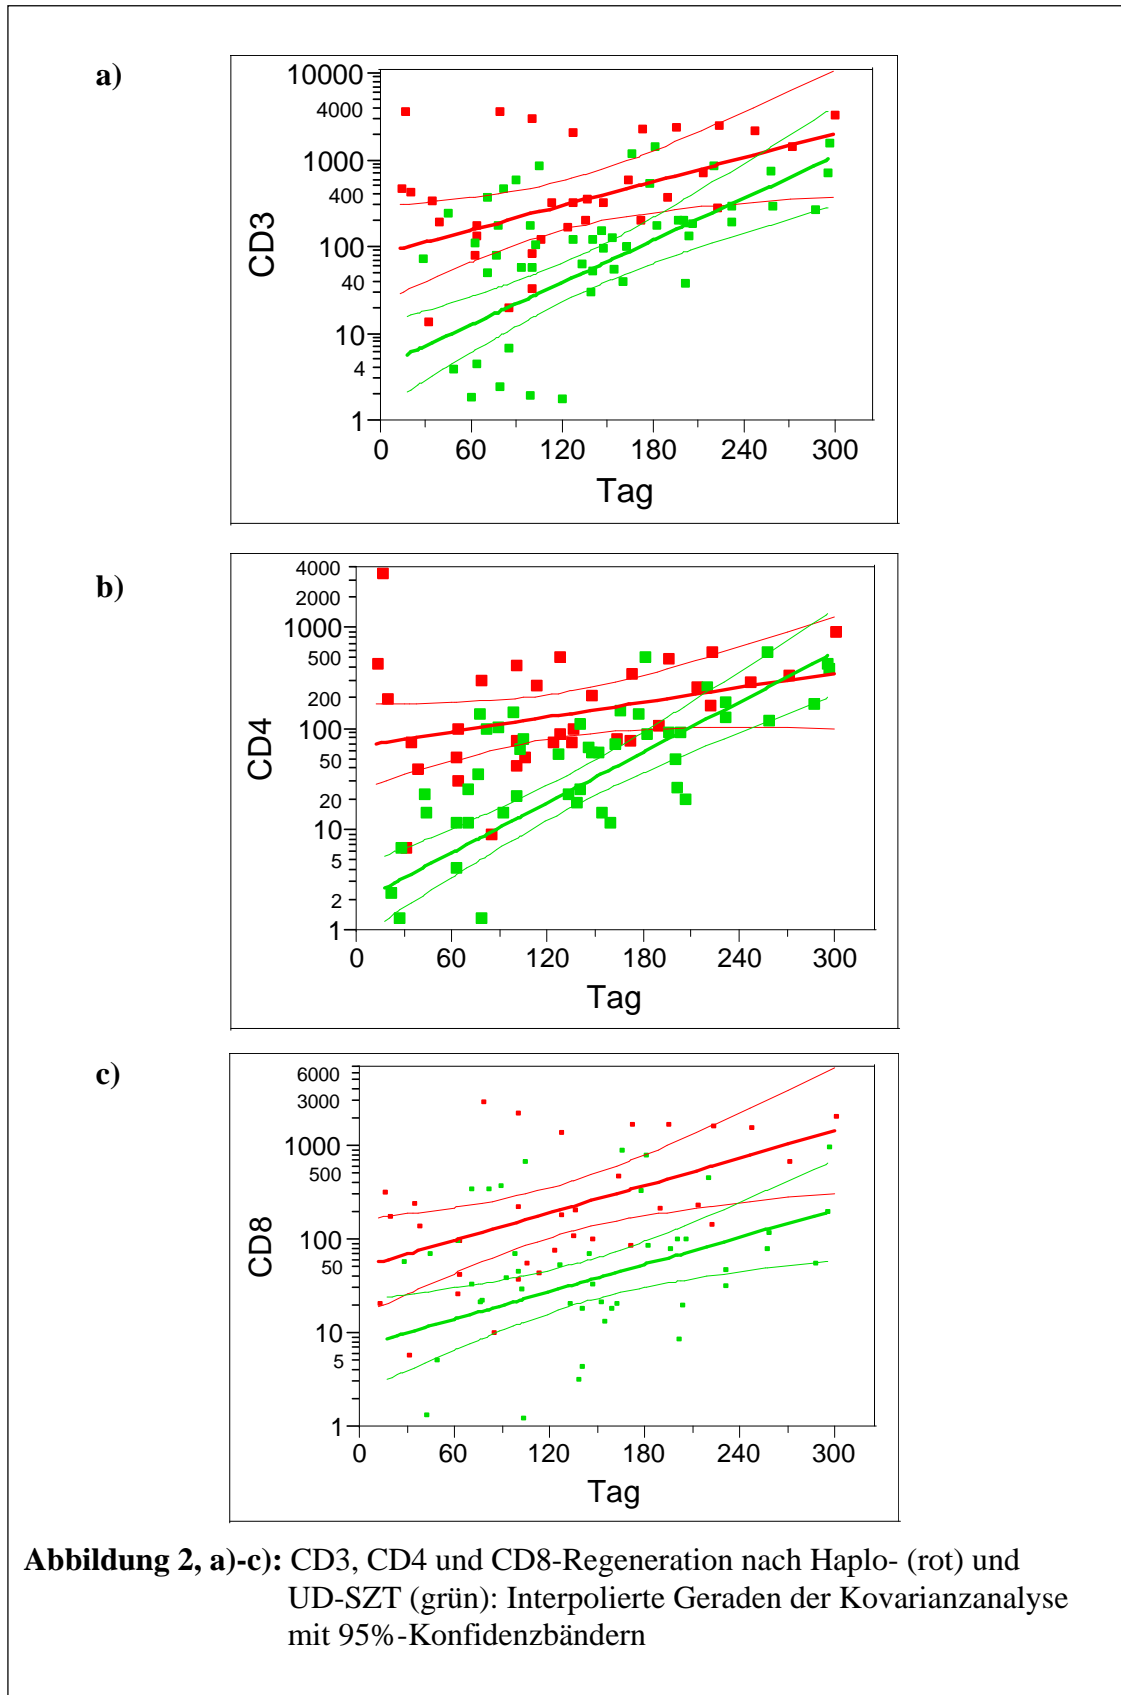 a)
CD3
10000
4000
1000
400
100
40
10
4
1
0 60 120 180 240 300
Tag
b)
CD4
4000
2000
1000
500
200
100
50
20
10
5
2
1
0 60 120 180 240 300
Tag
c)
CD8
6000
3000
1000
500
100
50
10
5
1
0 60 120 180 240 300
Tag
Abbildung 2, a)-c): CD3, CD4 und CD8-Regeneration nach Haplo- (rot) und
UD-SZT (grün): Interpolierte Geraden der Kovarianzanalyse
mit 95%-Konfidenzbändern